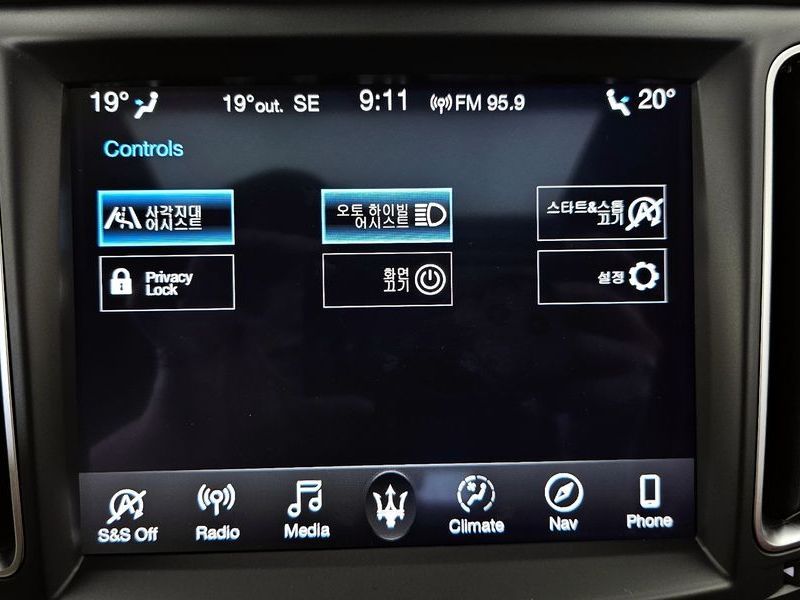 19° 19°out. SE 9:11 FM 95.9 20°
Controls
사각지대
어시스트
오토 하이빔
어시스트
스타트&스톱
끄기
Privacy
Lock
화면
끄기
설정
S&S Off Radio Media Climate Nav Phone